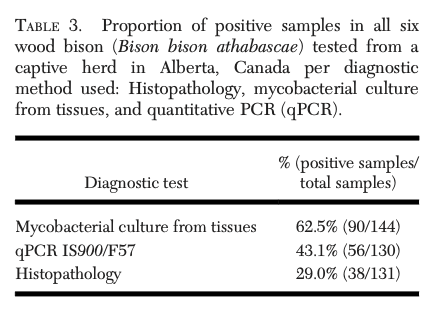 TABLE 3. Proportion of positive samples in all six
wood bison (Bison bison athabascae) tested from a
captive herd in Alberta, Canada per diagnostic
method used: Histopathology, mycobacterial culture
from tissues, and quantitative PCR (qPCR).
Diagnostic test
% (positive samples/
total samples)
Mycobacterial culture from tissues 62.5% (90/144)
qPCR IS900/F57 43.1% (56/130)
Histopathology 29.0% (38/131)